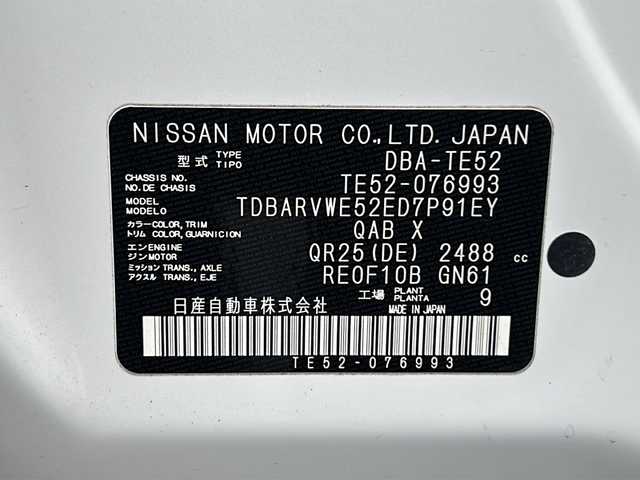 NISSAN MOTOR CO.,LTD. JAPAN
型式 TYPE TIPO DBA-TE52
CHASSIS NO. NO. DE CHASIS TE52-076993
MODEL MODELO TDBARVWE52ED7P91EY
カラー COLOR, TRIM トリム COLOR, GUARNICION QAB X
エンジン ENGINE MOTOR QR25(DE) 2488 cc
ミッション TRANS., AXLE アクスル TRANS., EJE RE0F10B GN61
工場 PLANT PLANTA 9
日産自動車株式会社 MADE IN JAPAN
TE52-076993